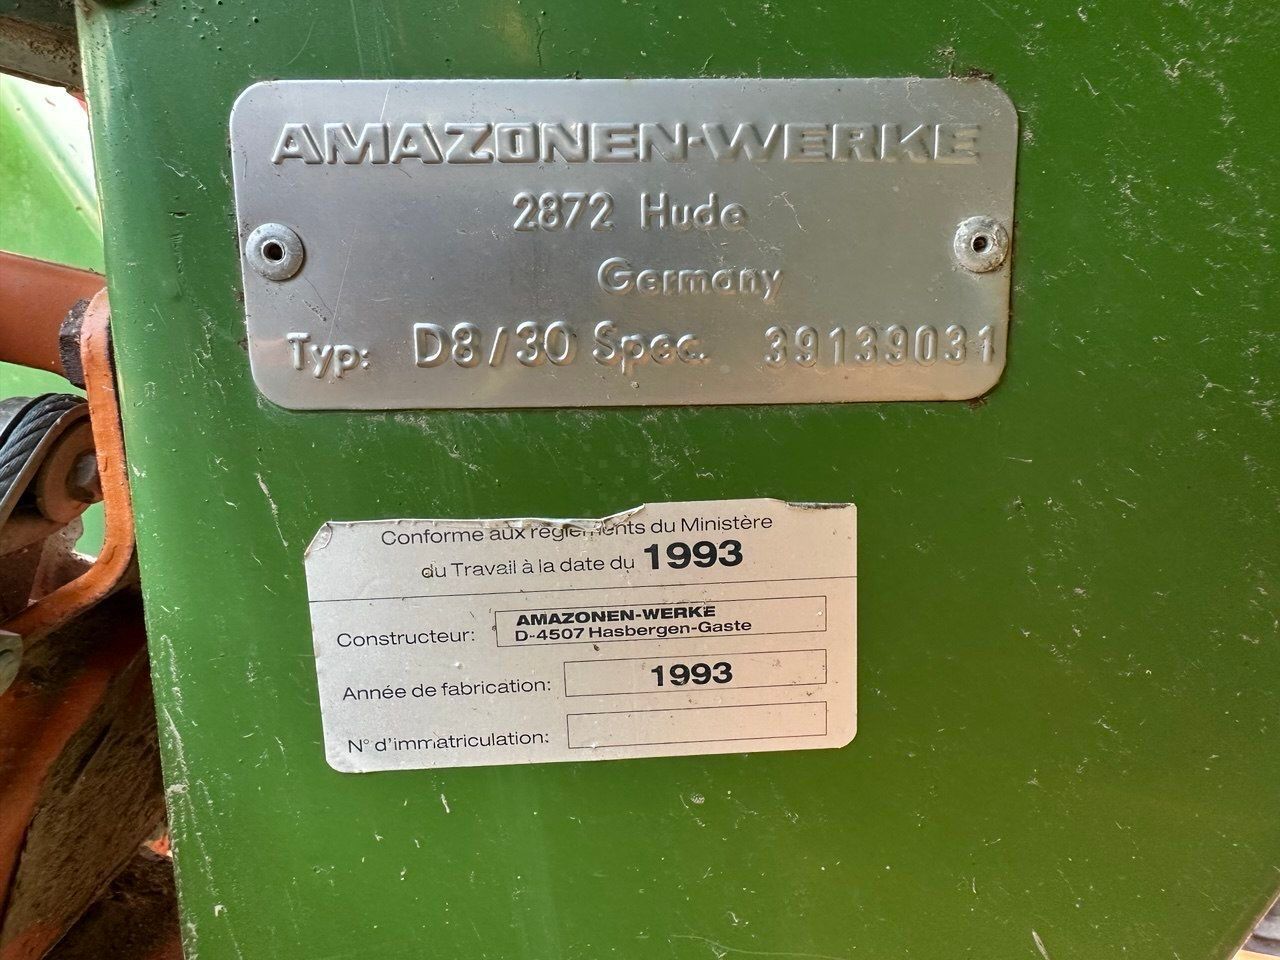 AMAZONEN-WERKE
2872 Hude
Germany
Typ: D8/30 Spec. 39139031
Conforme aux règlements du Ministère
du Travail à la date du 1993
Constructeur: AMAZONEN-WERKE
D-4507 Hasbergen-Gaste
Année de fabrication: 1993
N° d'immatriculation: